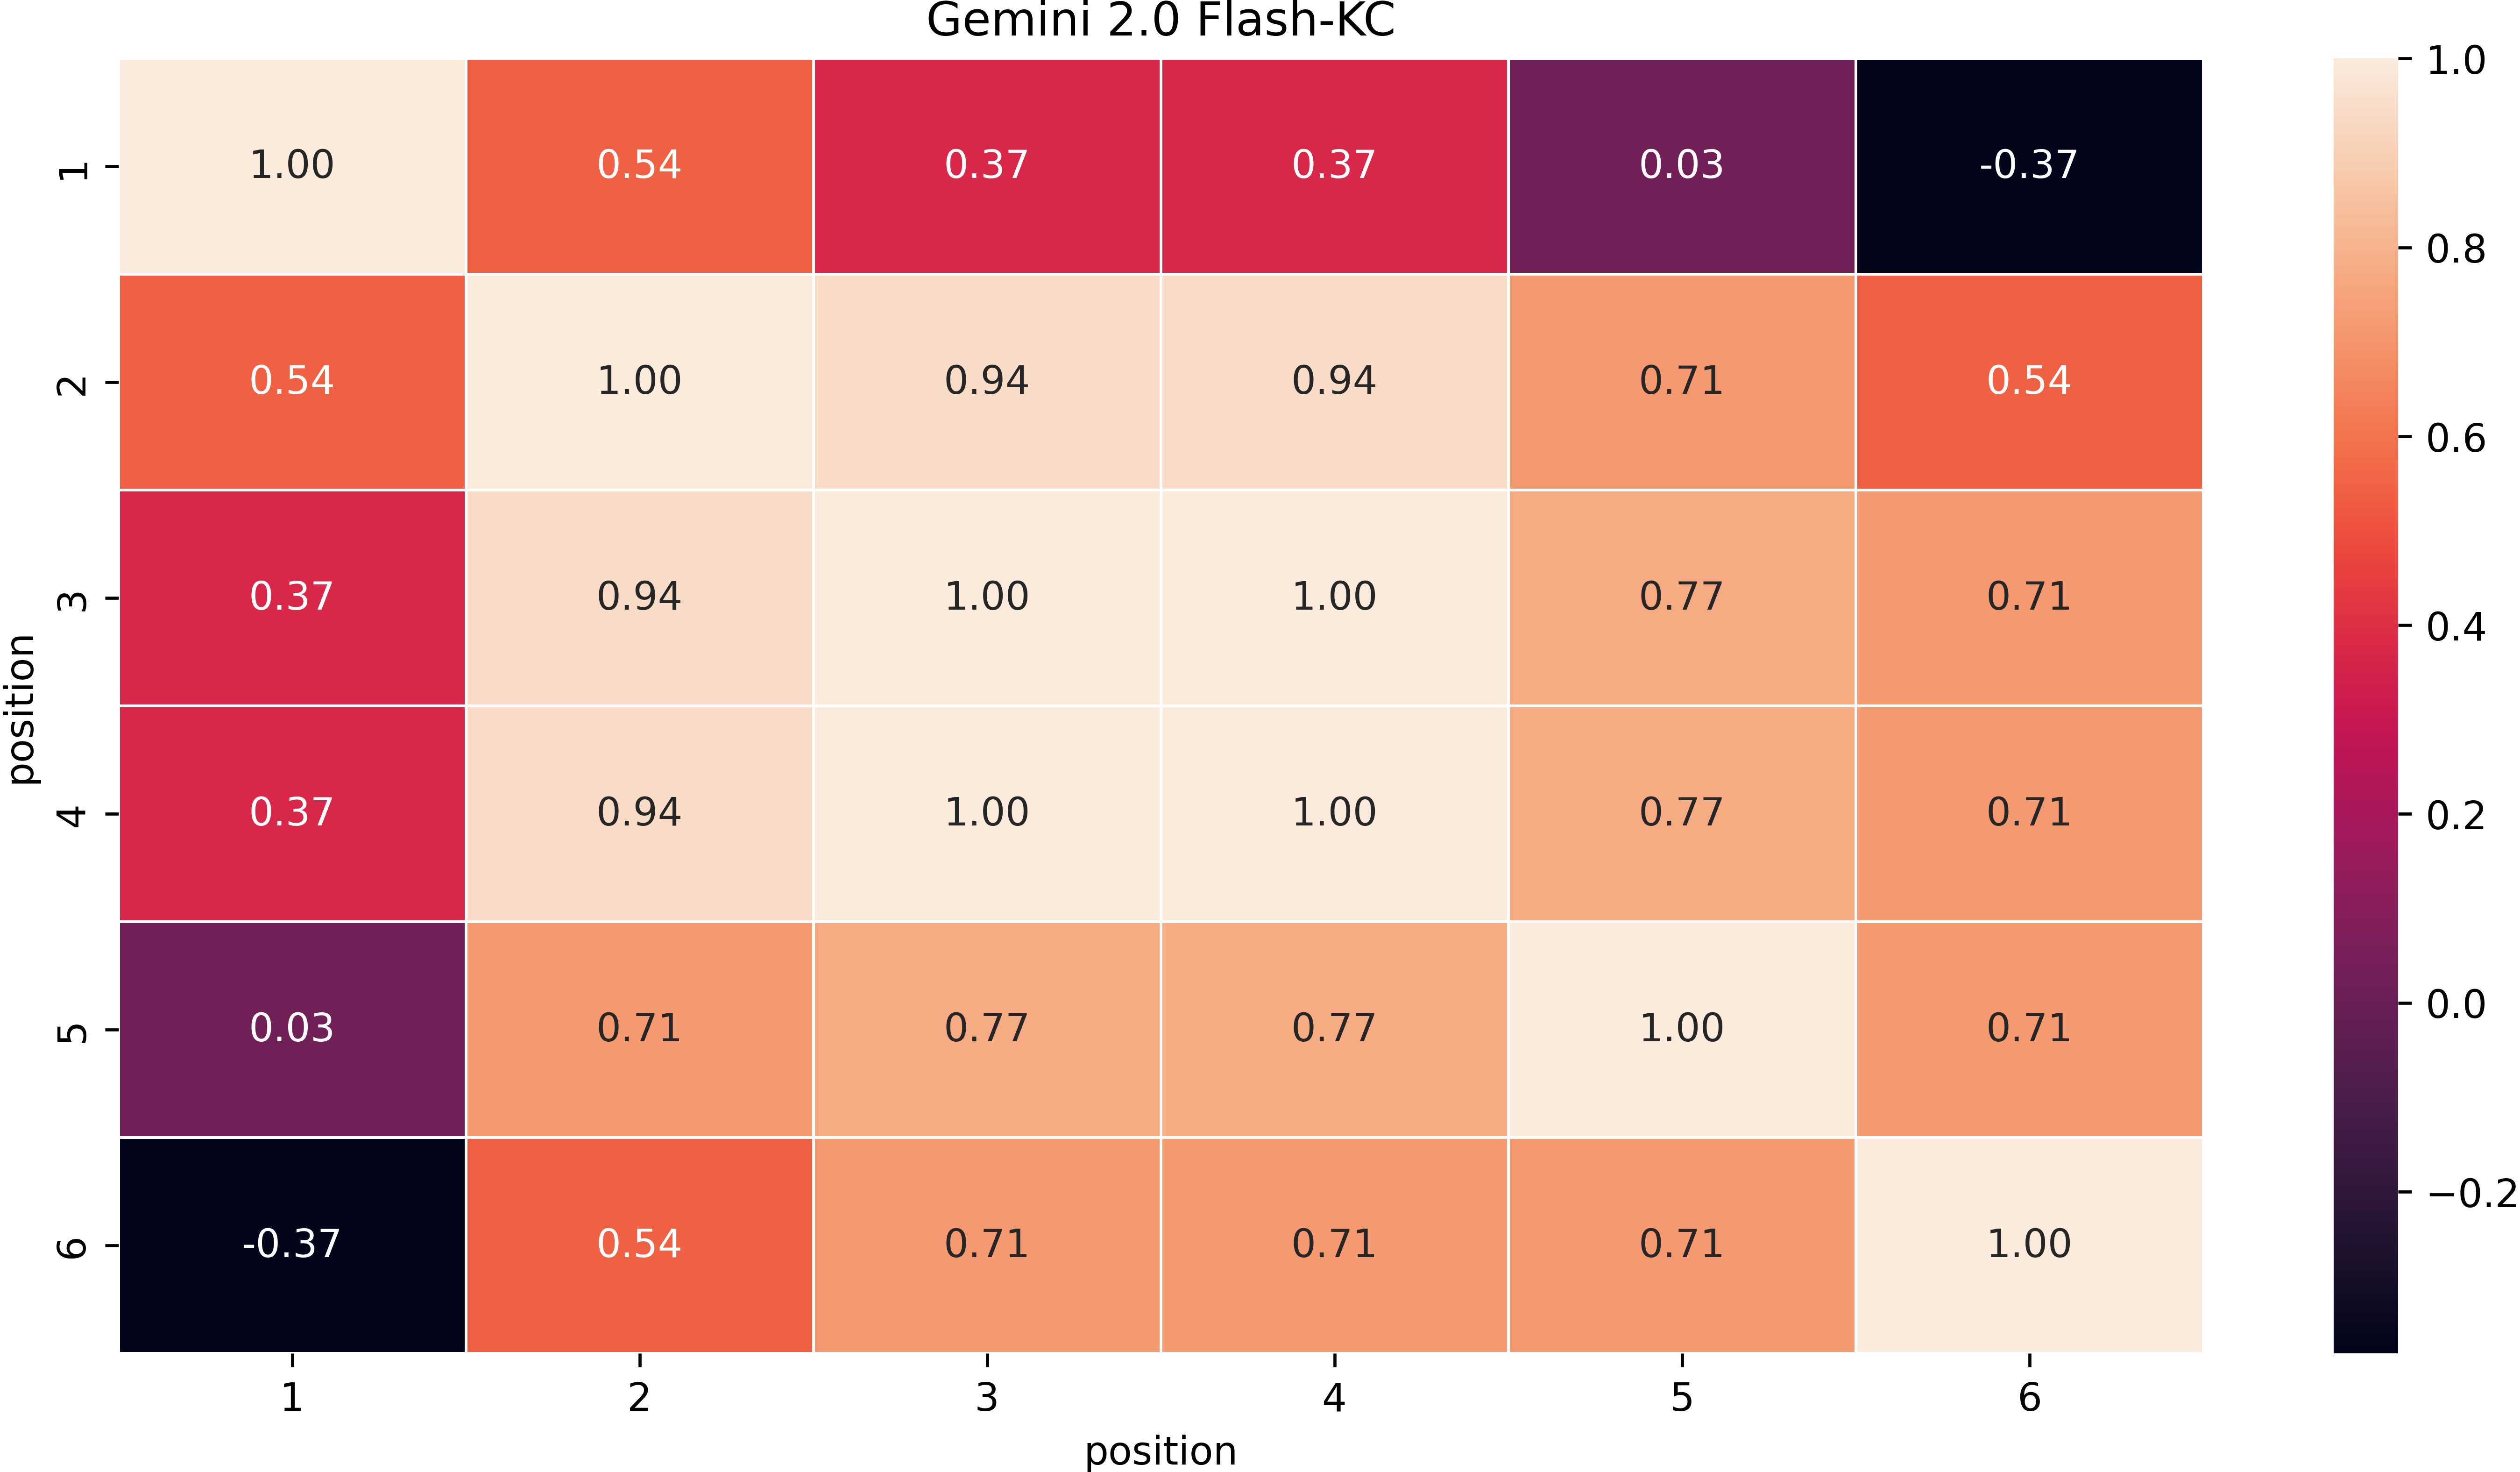 Gemini 2.0 Flash-KC
1 1.00 0.54 0.37 0.37 0.03 -0.37
2 0.54 1.00 0.94 0.94 0.71 0.54
3 0.37 0.94 1.00 1.00 0.77 0.71
4 0.37 0.94 1.00 1.00 0.77 0.71
5 0.03 0.71 0.77 0.77 1.00 0.71
6 -0.37 0.54 0.71 0.71 0.71 1.00
position
1 2 3 4 5 6
position
1.0
0.8
0.6
0.4
0.2
0.0
−0.2